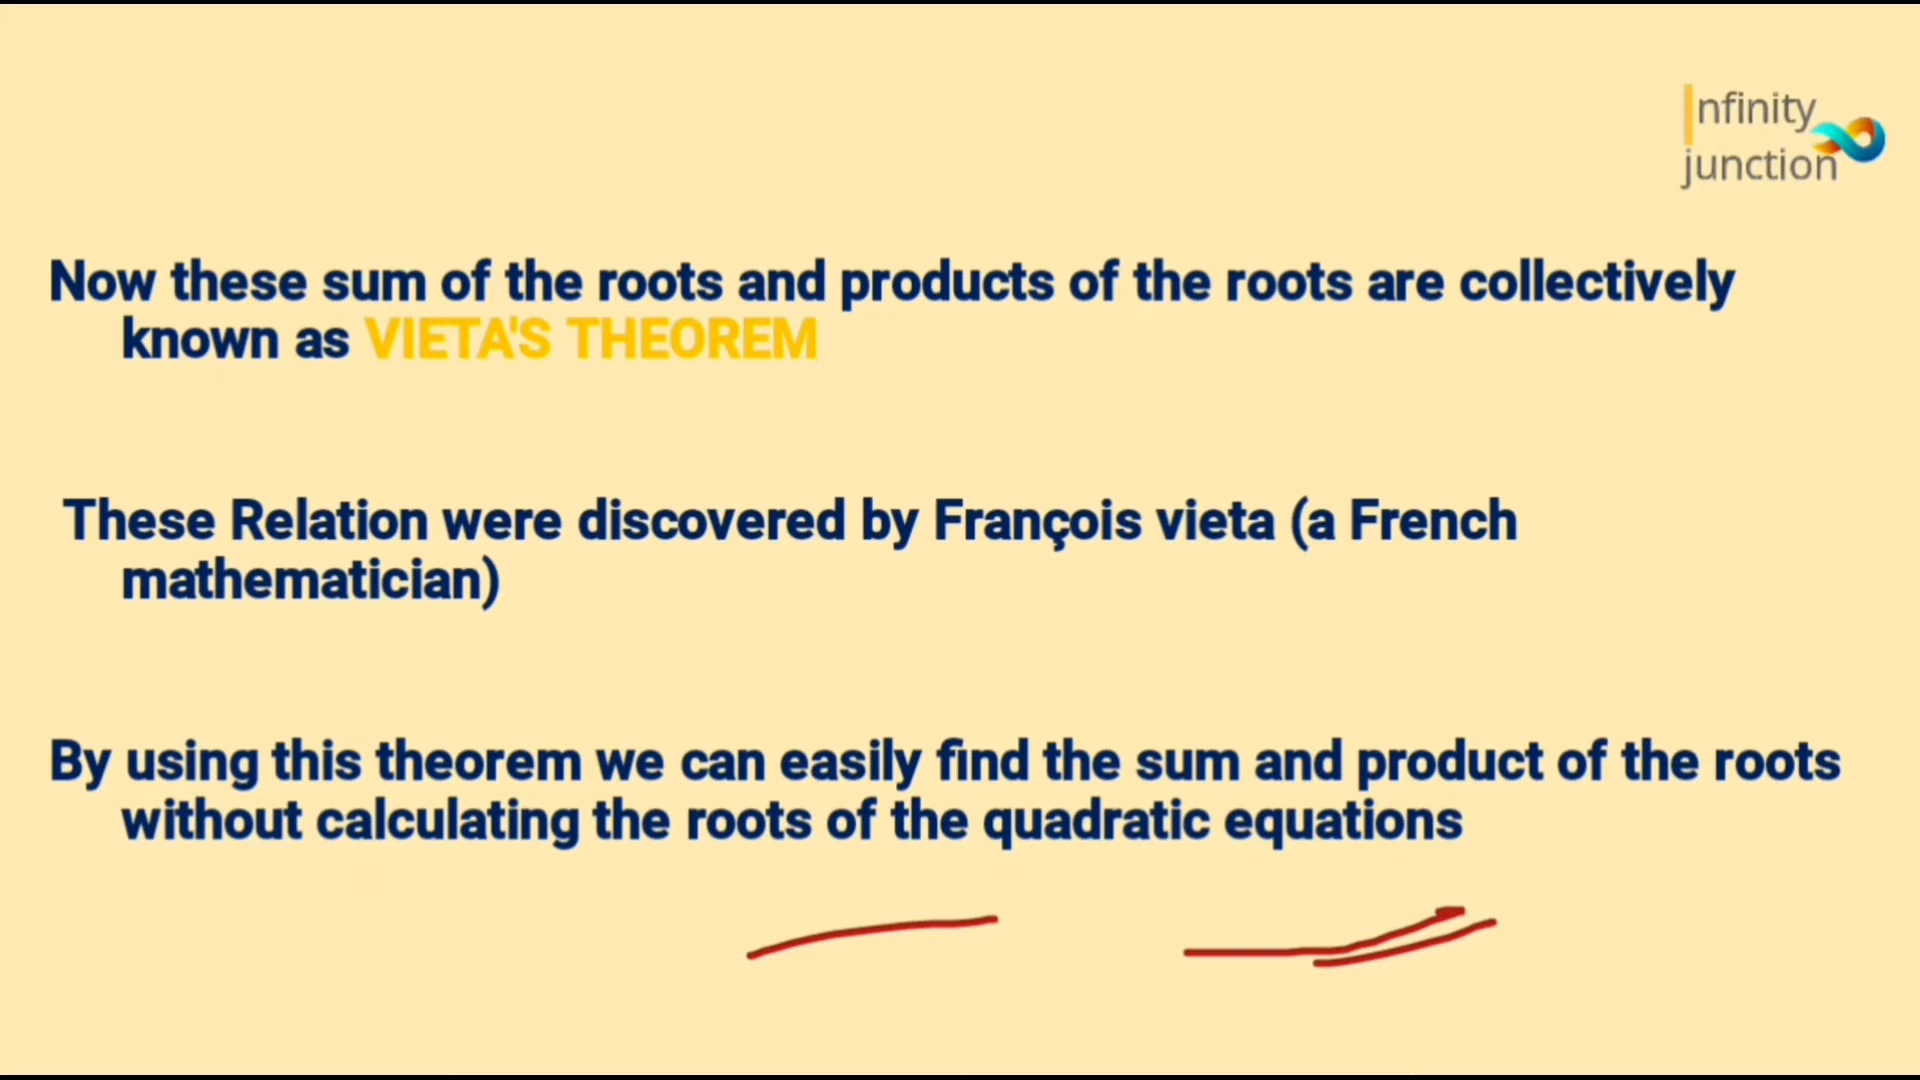 Infinity
junction
Now these sum of the roots and products of the roots are collectively
known as VIETA'S THEOREM
These Relation were discovered by François vieta (a French
mathematician)
By using this theorem we can easily find the sum and product of the roots
without calculating the roots of the quadratic equations